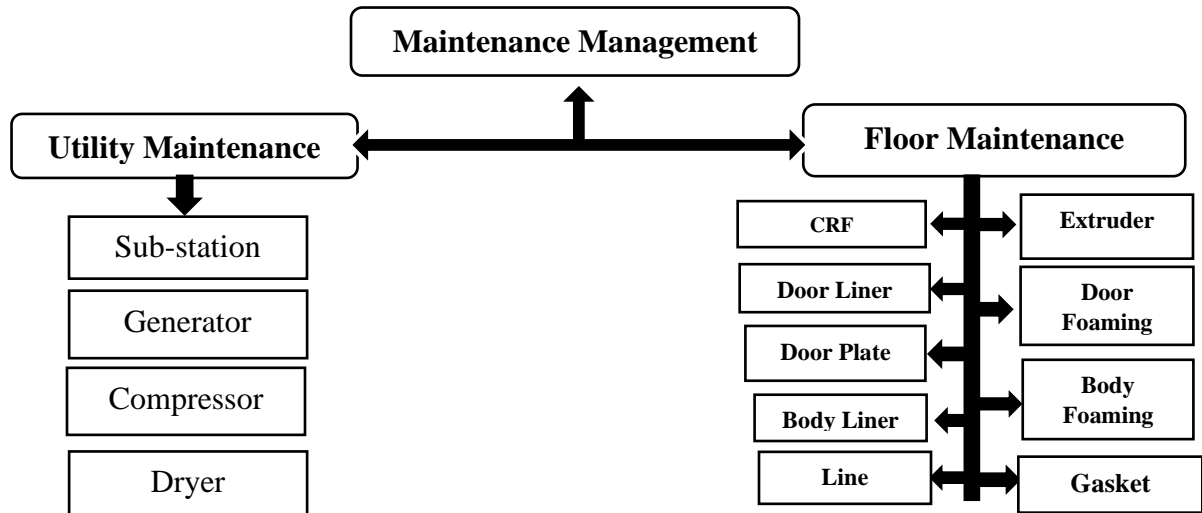 Maintenance Management
Utility Maintenance
Floor Maintenance
Sub-station
Generator
Compressor
Dryer
CRF
Door Liner
Door Plate
Body Liner
Line
Extruder
Door
Foaming
Body
Foaming
Gasket